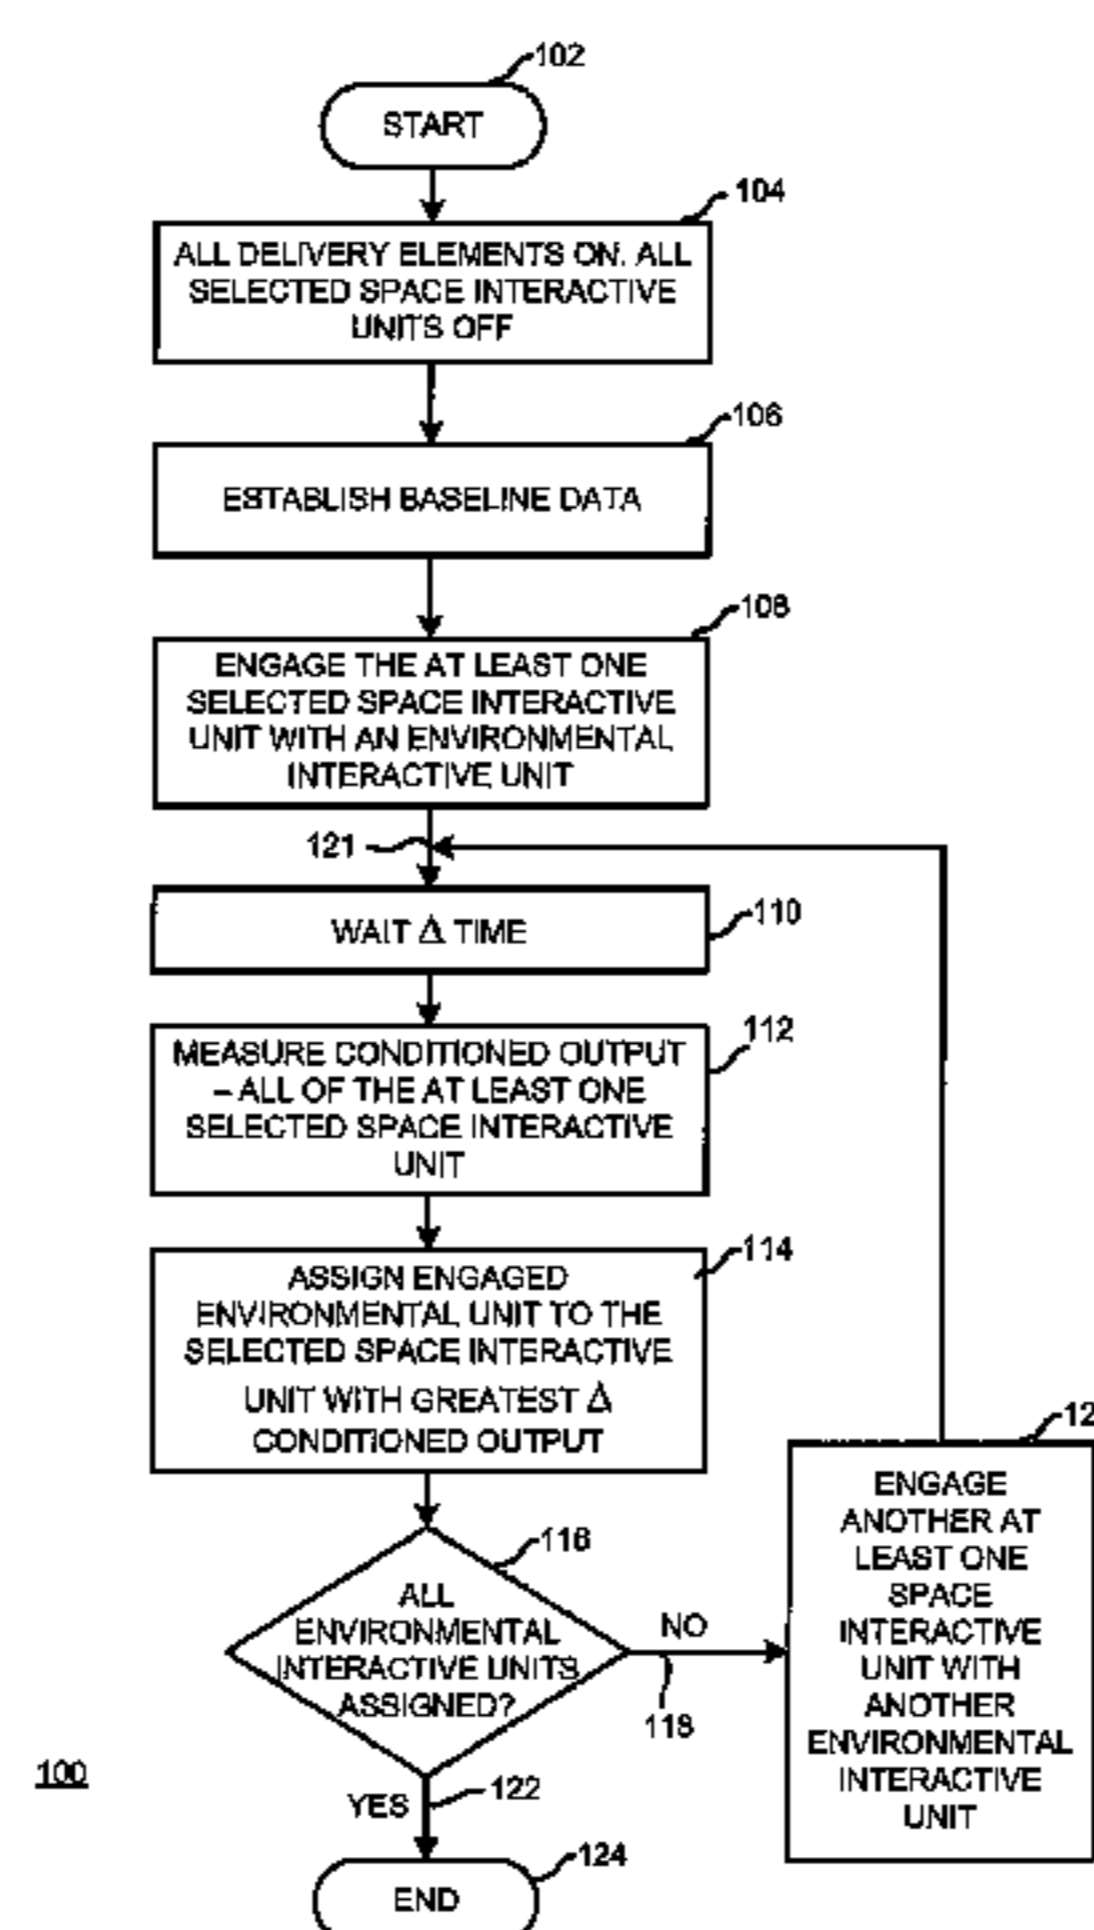 102
START
104
ALL DELIVERY ELEMENTS ON. ALL
SELECTED SPACE INTERACTIVE
UNITS OFF
106
ESTABLISH BASELINE DATA
108
ENGAGE THE AT LEAST ONE
SELECTED SPACE INTERACTIVE
UNIT WITH AN ENVIRONMENTAL
INTERACTIVE UNIT
121
WAIT Δ TIME
110
112
MEASURE CONDITIONED OUTPUT
– ALL OF THE AT LEAST ONE
SELECTED SPACE INTERACTIVE
UNIT
114
ASSIGN ENGAGED
ENVIRONMENTAL UNIT TO THE
SELECTED SPACE INTERACTIVE
UNIT WITH GREATEST Δ
CONDITIONED OUTPUT
116
ALL
ENVIRONMENTAL
INTERACTIVE UNITS
ASSIGNED?
NO
118
ENGAGE
ANOTHER AT
LEAST ONE
SPACE
INTERACTIVE
UNIT WITH
ANOTHER
ENVIRONMENTAL
INTERACTIVE
UNIT
100
YES
122
124
END